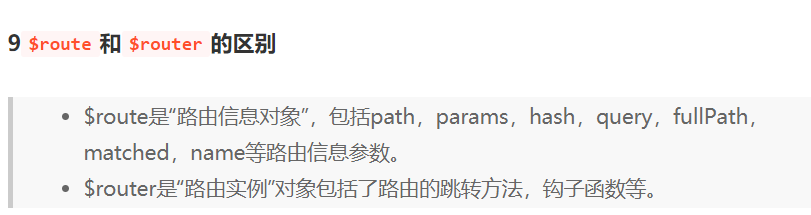 9 $route 和 $router 的区别
• $route是“路由信息对象”，包括path，params，hash，query，fullPath，
matched，name等路由信息参数。
• $router是“路由实例”对象包括了路由的跳转方法，钩子函数等。